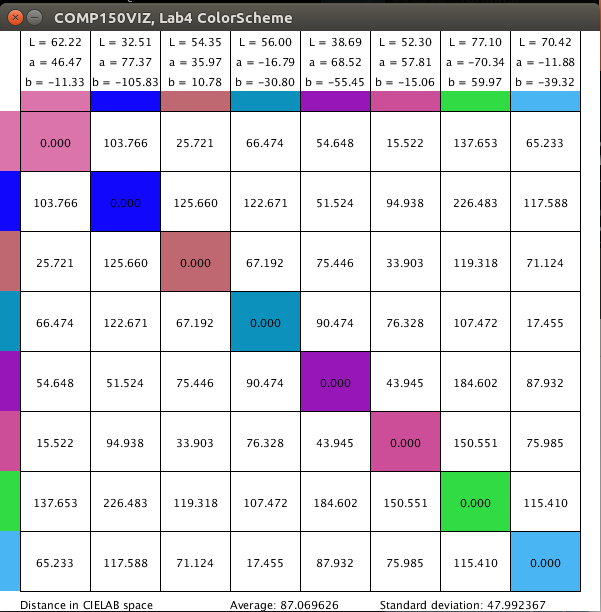 COMP150VIZ, Lab4 ColorScheme
L = 62.22 L = 32.51 L = 54.35 L = 56.00 L = 38.69 L = 52.30 L = 77.10 L = 70.42
a = 46.47 a = 77.37 a = 35.97 a = -16.79 a = 68.52 a = 57.81 a = -70.34 a = -11.88
b = -11.33 b = -105.83 b = 10.78 b = -30.80 b = -55.45 b = -15.06 b = 59.97 b = -39.32
0.000 103.766 25.721 66.474 54.648 15.522 137.653 65.233
103.766 0.000 125.660 122.671 51.524 94.938 226.483 117.588
25.721 125.660 0.000 67.192 75.446 33.903 119.318 71.124
66.474 122.671 67.192 0.000 90.474 76.328 107.472 17.455
54.648 51.524 75.446 90.474 0.000 43.945 184.602 87.932
15.522 94.938 33.903 76.328 43.945 0.000 150.551 75.985
137.653 226.483 119.318 107.472 184.602 150.551 0.000 115.410
65.233 117.588 71.124 17.455 87.932 75.985 115.410 0.000
Distance in CIELAB space Average: 87.069626 Standard deviation: 47.992367